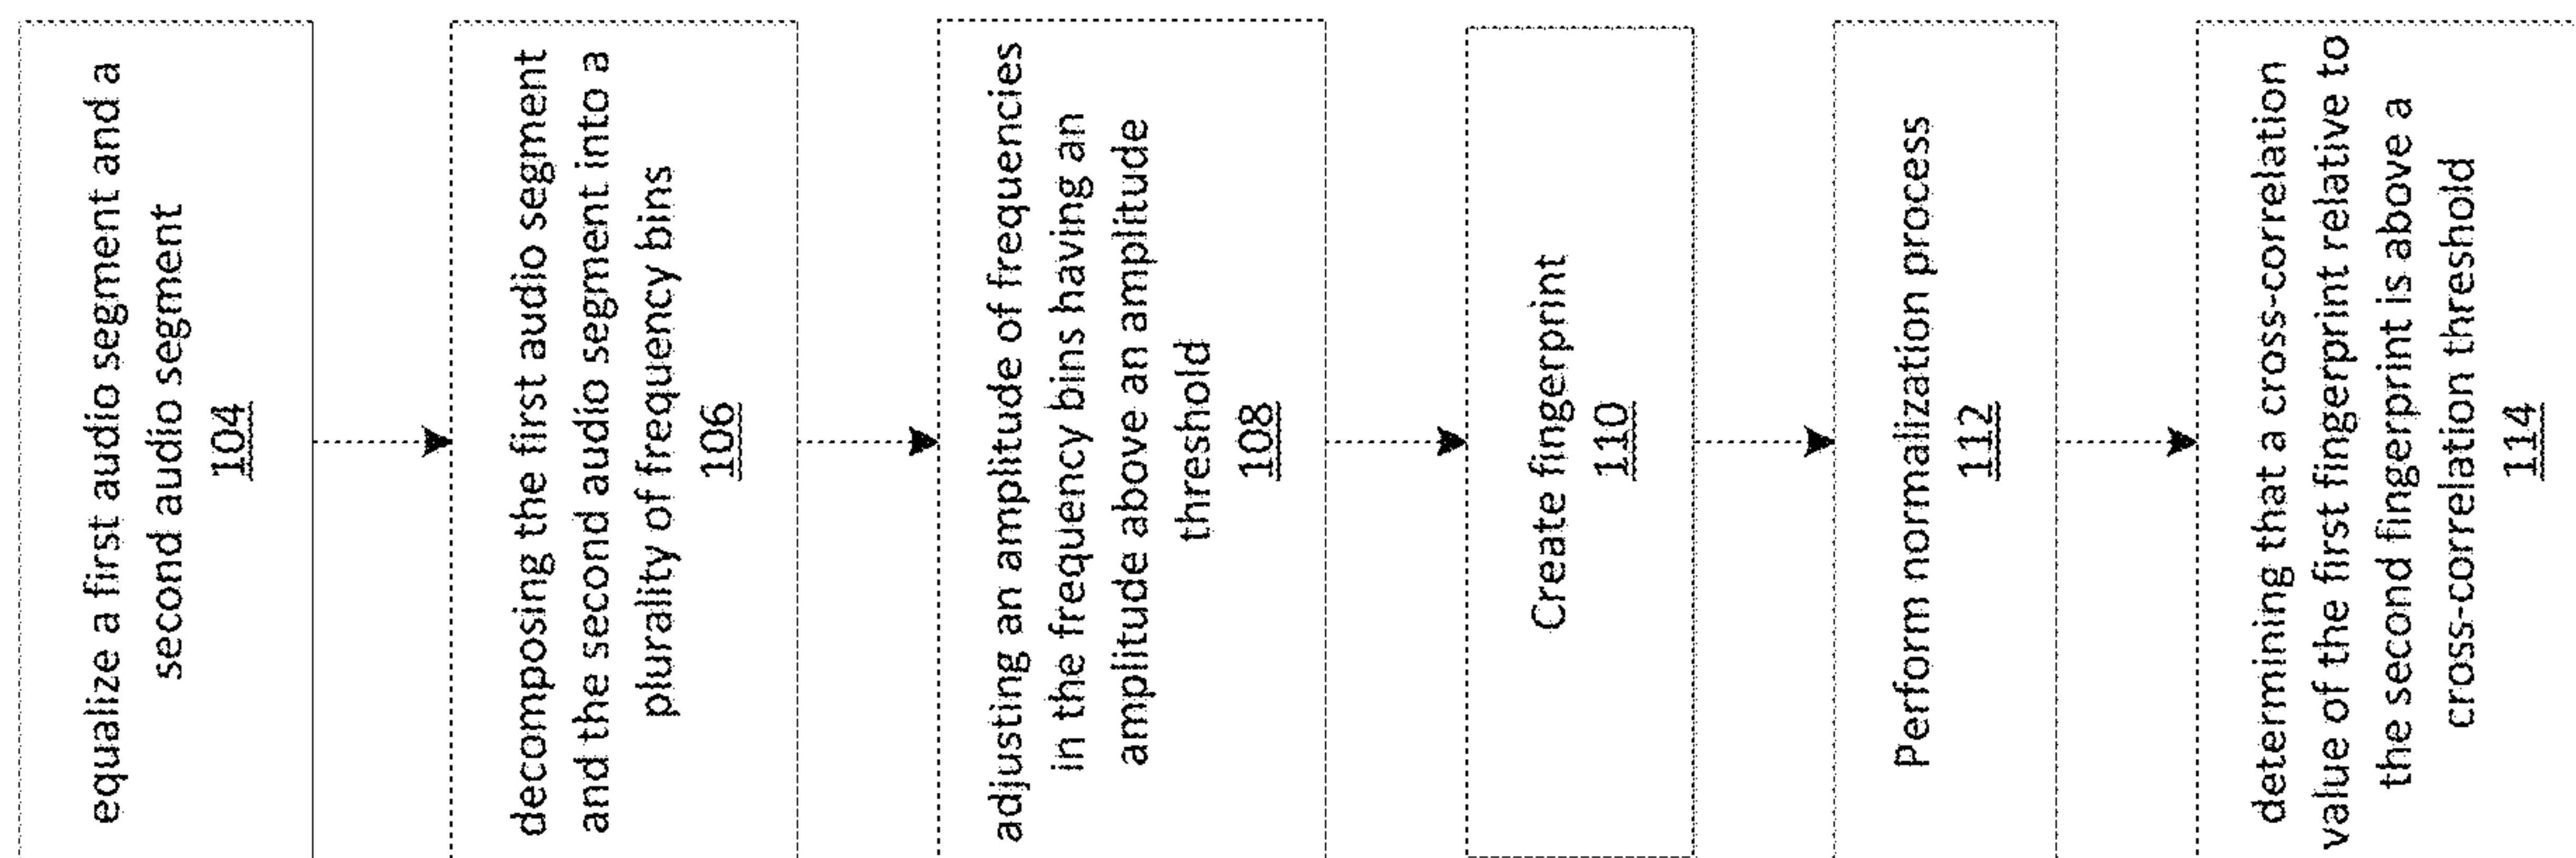 equalize a first audio segment and a
second audio segment
104
decomposing the first audio segment
and the second audio segment into a
plurality of frequency bins
106
adjusting an amplitude of frequencies
in the frequency bins having an
amplitude above an amplitude
threshold
108
Create fingerprint
110
Perform normalization process
112
determining that a cross-correlation
value of the first fingerprint relative to
the second fingerprint is above a
cross-correlation threshold
114